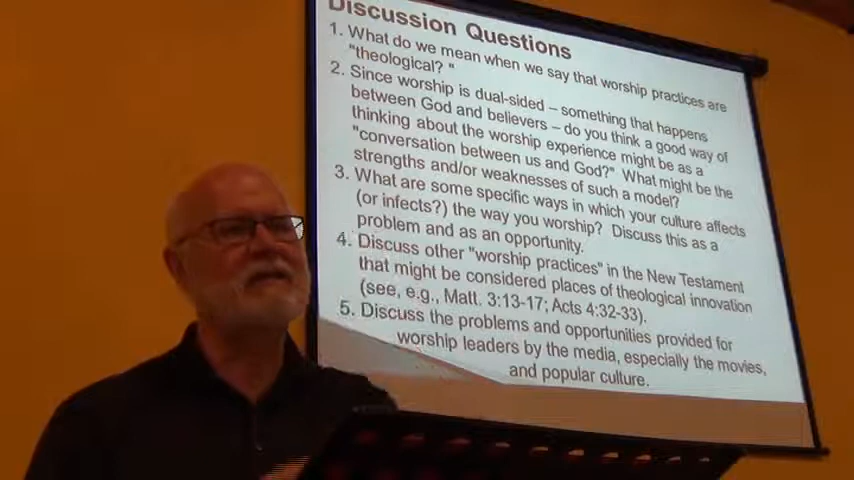 Discussion Questions
1. What do we mean when we say that worship practices are
"theological? "
2. Since worship is dual-sided – something that happens
between God and believers – do you think a good way of
thinking about the worship experience might be as a
"conversation between us and God?" What might be the
strengths and/or weaknesses of such a model?
3. What are some specific ways in which your culture affects
(or infects?) the way you worship? Discuss this as a
problem and as an opportunity.
4. Discuss other "worship practices" in the New Testament
that might be considered places of theological innovation
(see, e.g., Matt. 3:13-17; Acts 4:32-33).
5. Discuss the problems and opportunities provided for
worship leaders by the media, especially the movies,
and popular culture.